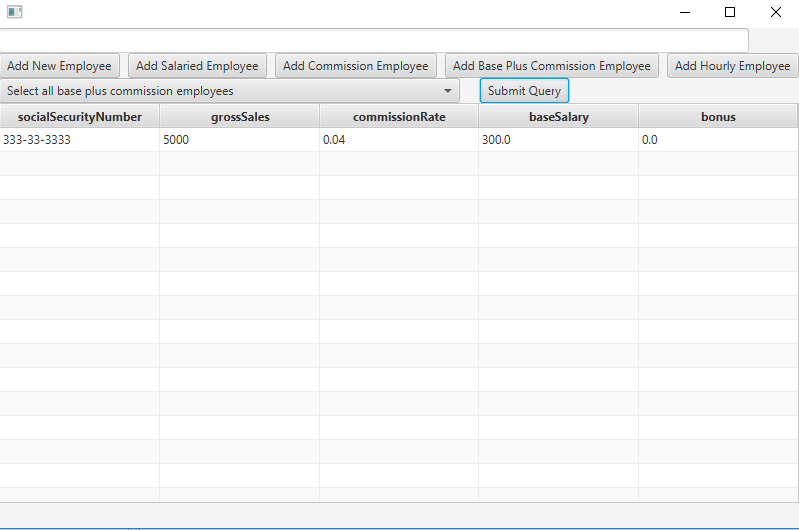 Add New Employee Add Salaried Employee Add Commission Employee Add Base Plus Commission Employee Add Hourly Employee
Select all base plus commission employees Submit Query
socialSecurityNumber grossSales commissionRate baseSalary bonus
333-33-3333 5000 0.04 300.0 0.0